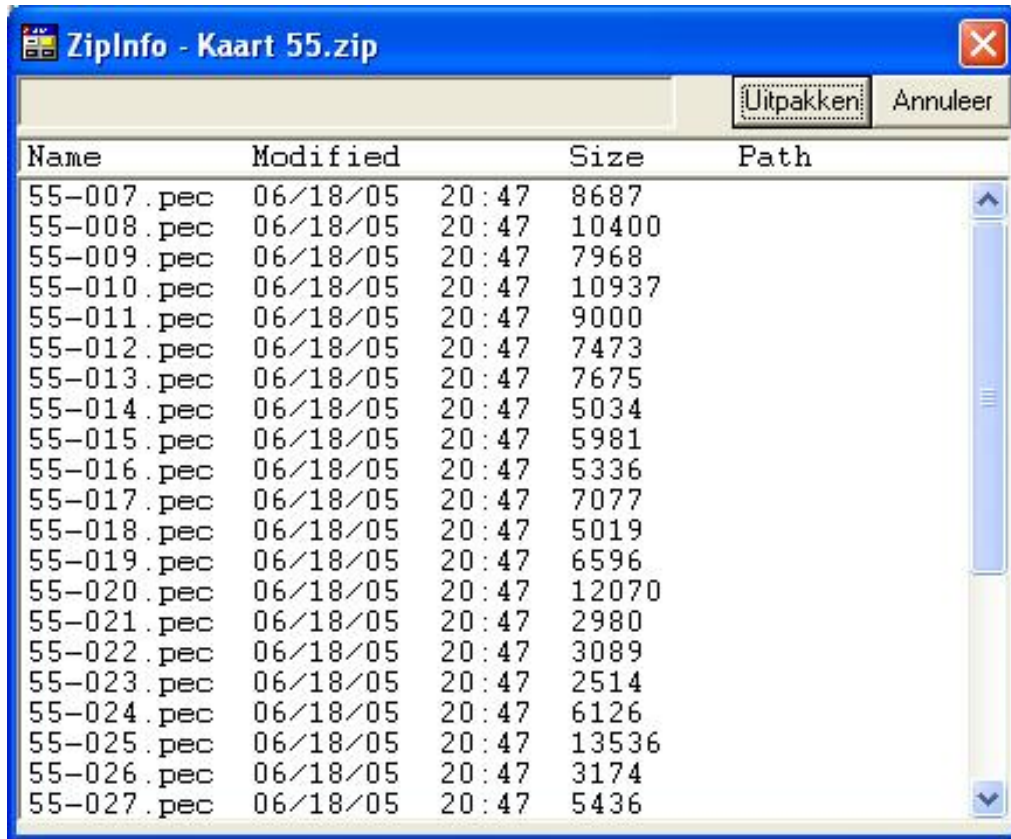 ZipInfo - Kaart 55.zip
Uitpakken Annuleer
Name Modified Size Path
55-007.pec 06/18/05 20:47 8687
55-008.pec 06/18/05 20:47 10400
55-009.pec 06/18/05 20:47 7968
55-010.pec 06/18/05 20:47 10937
55-011.pec 06/18/05 20:47 9000
55-012.pec 06/18/05 20:47 7473
55-013.pec 06/18/05 20:47 7675
55-014.pec 06/18/05 20:47 5034
55-015.pec 06/18/05 20:47 5981
55-016.pec 06/18/05 20:47 5336
55-017.pec 06/18/05 20:47 7077
55-018.pec 06/18/05 20:47 5019
55-019.pec 06/18/05 20:47 6596
55-020.pec 06/18/05 20:47 12070
55-021.pec 06/18/05 20:47 2980
55-022.pec 06/18/05 20:47 3089
55-023.pec 06/18/05 20:47 2514
55-024.pec 06/18/05 20:47 6126
55-025.pec 06/18/05 20:47 13536
55-026.pec 06/18/05 20:47 3174
55-027.pec 06/18/05 20:47 5436